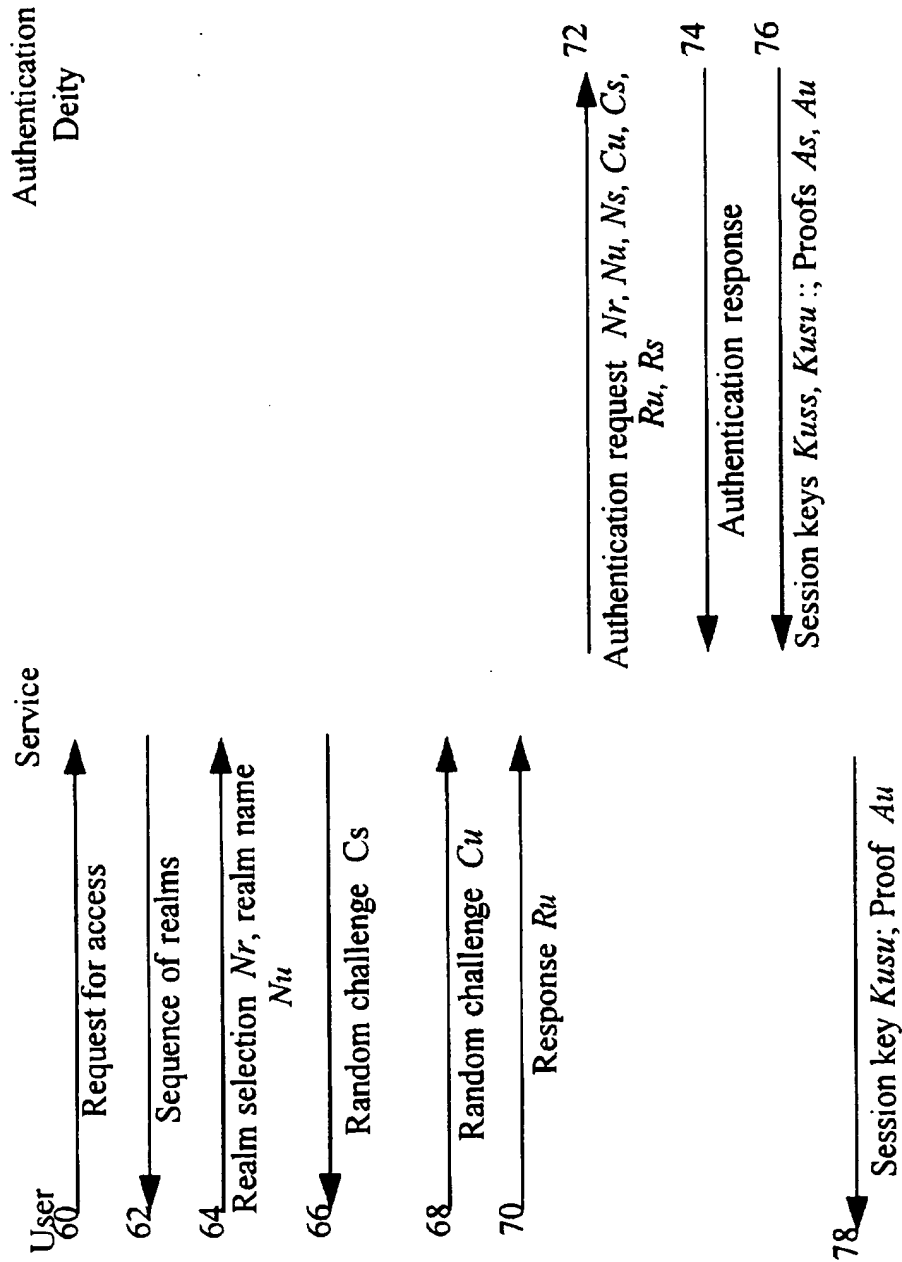 User
Service
Authentication
Deity
60
Request for access
62
Sequence of realms
64
Realm selection Nr, realm name
Nu
66
Random challenge Cs
68
Random challenge Cu
70
Response Ru
72
Authentication request Nr, Nu, Ns, Cu, Cs,
Ru, Rs
74
Authentication response
76
Session keys Kuss, Kusu :; Proofs As, Au
78
Session key Kusu; Proof Au